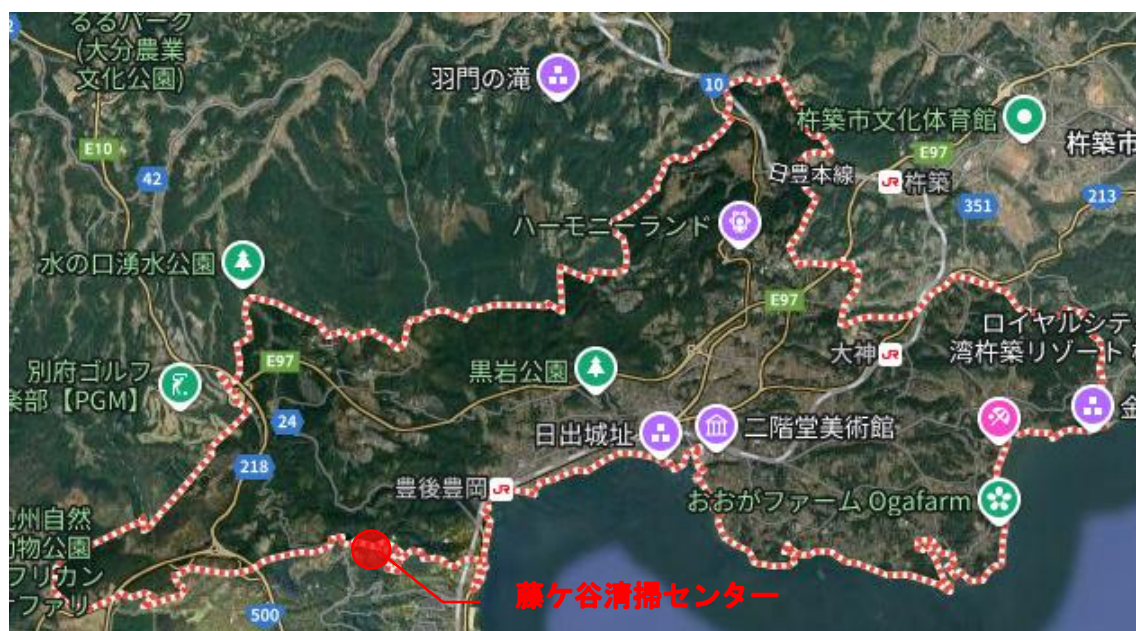 るるパーク
(大分農業
文化公園)
羽門の滝
10
杵築市文化体育館
E10
E97
杵築市
42
日豊本線
JR
杵築
351
213
ハーモニーランド
水の口湧水公園
E97
ロイヤルシテ
大神
JR
湾杵築リゾート
E97
別府ゴルフ
楽部【PGM】
黒岩公園
24
金
日出城址
二階堂美術館
218
豊後豊岡
JR
おおがファーム Ogafarm
州自然
物公園
フリカン
ファリ
500
藤ケ谷清掃センター